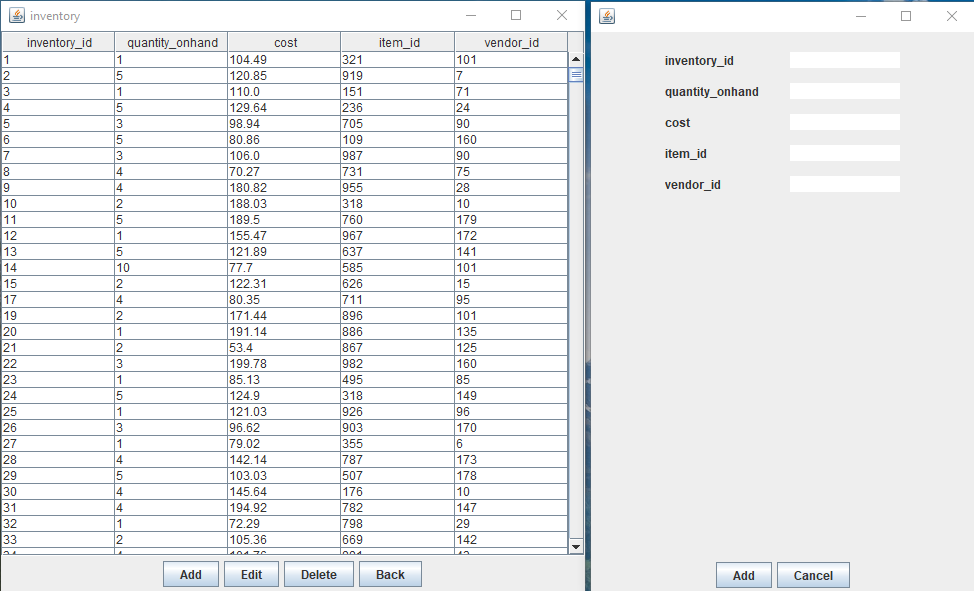 inventory
inventory_id quantity_onhand cost item_id vendor_id
1 1 104.49 321 101
2 5 120.85 919 7
3 1 110.0 151 71
4 5 129.64 236 24
5 3 98.94 705 90
6 5 80.86 109 160
7 3 106.0 987 90
8 4 70.27 731 75
9 4 180.82 955 28
10 2 188.03 318 10
11 5 189.5 760 179
12 1 155.47 967 172
13 5 121.89 637 141
14 10 77.7 585 101
15 2 122.31 626 15
17 4 80.35 711 95
19 2 171.44 896 101
20 1 191.14 886 135
21 2 53.4 867 125
22 3 199.78 982 160
23 1 85.13 495 85
24 5 124.9 318 149
25 1 121.03 926 96
26 3 96.62 903 170
27 1 79.02 355 6
28 4 142.14 787 173
29 5 103.03 507 178
30 4 145.64 176 10
31 4 194.92 782 147
32 1 72.29 798 29
33 2 105.36 669 142
Add Edit Delete Back
inventory_id
quantity_onhand
cost
item_id
vendor_id
Add Cancel